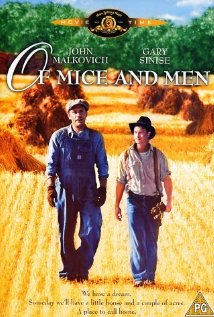 MOVIE TIME
JOHN MALKOVICH
GARY SINISE
OF MICE AND MEN
We have a dream.
Someday we'll have a little house and a couple of acres.
A place to call home.
PG